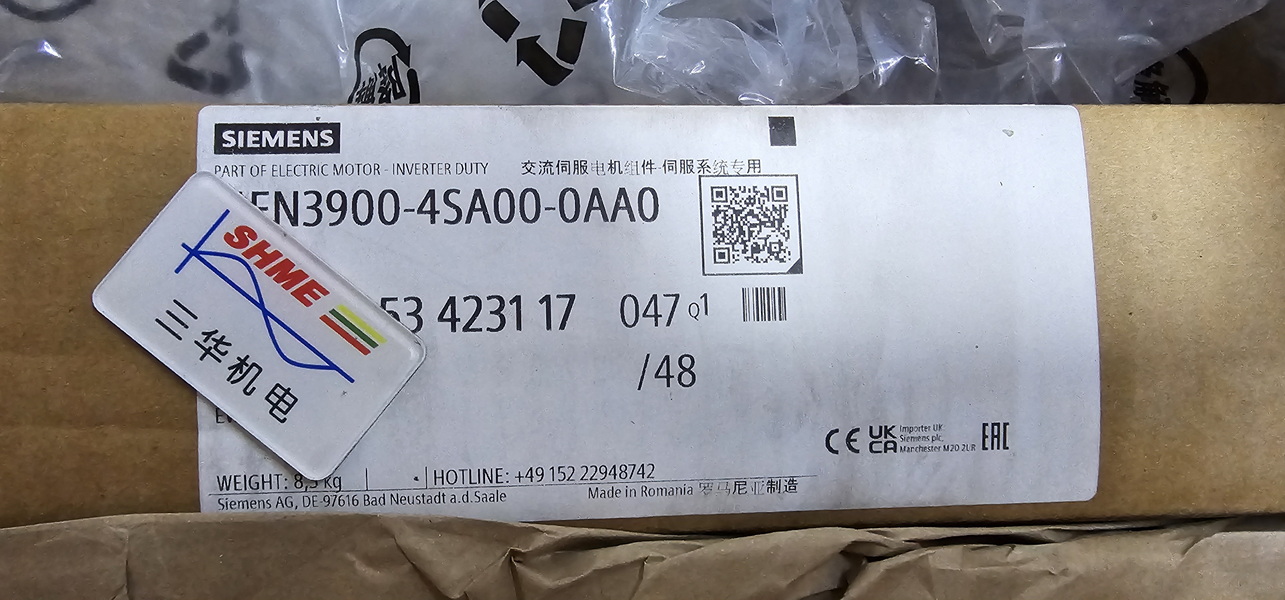 SIEMENS
PART OF ELECTRIC MOTOR - INVERTER DUTY 交流伺服电机组件-伺服系统专用
FN3900-4SA00-0AA0
SHME
三华机电
53 4231 17 047 Q1
/48
CE UKCA Importer UK: Siemens plc, Manchester M20 2UR EAC
WEIGHT: 8,5 kg HOTLINE: +49 152 22948742
Siemens AG, DE-97616 Bad Neustadt a.d.Saale Made in Romania 罗马尼亚制造